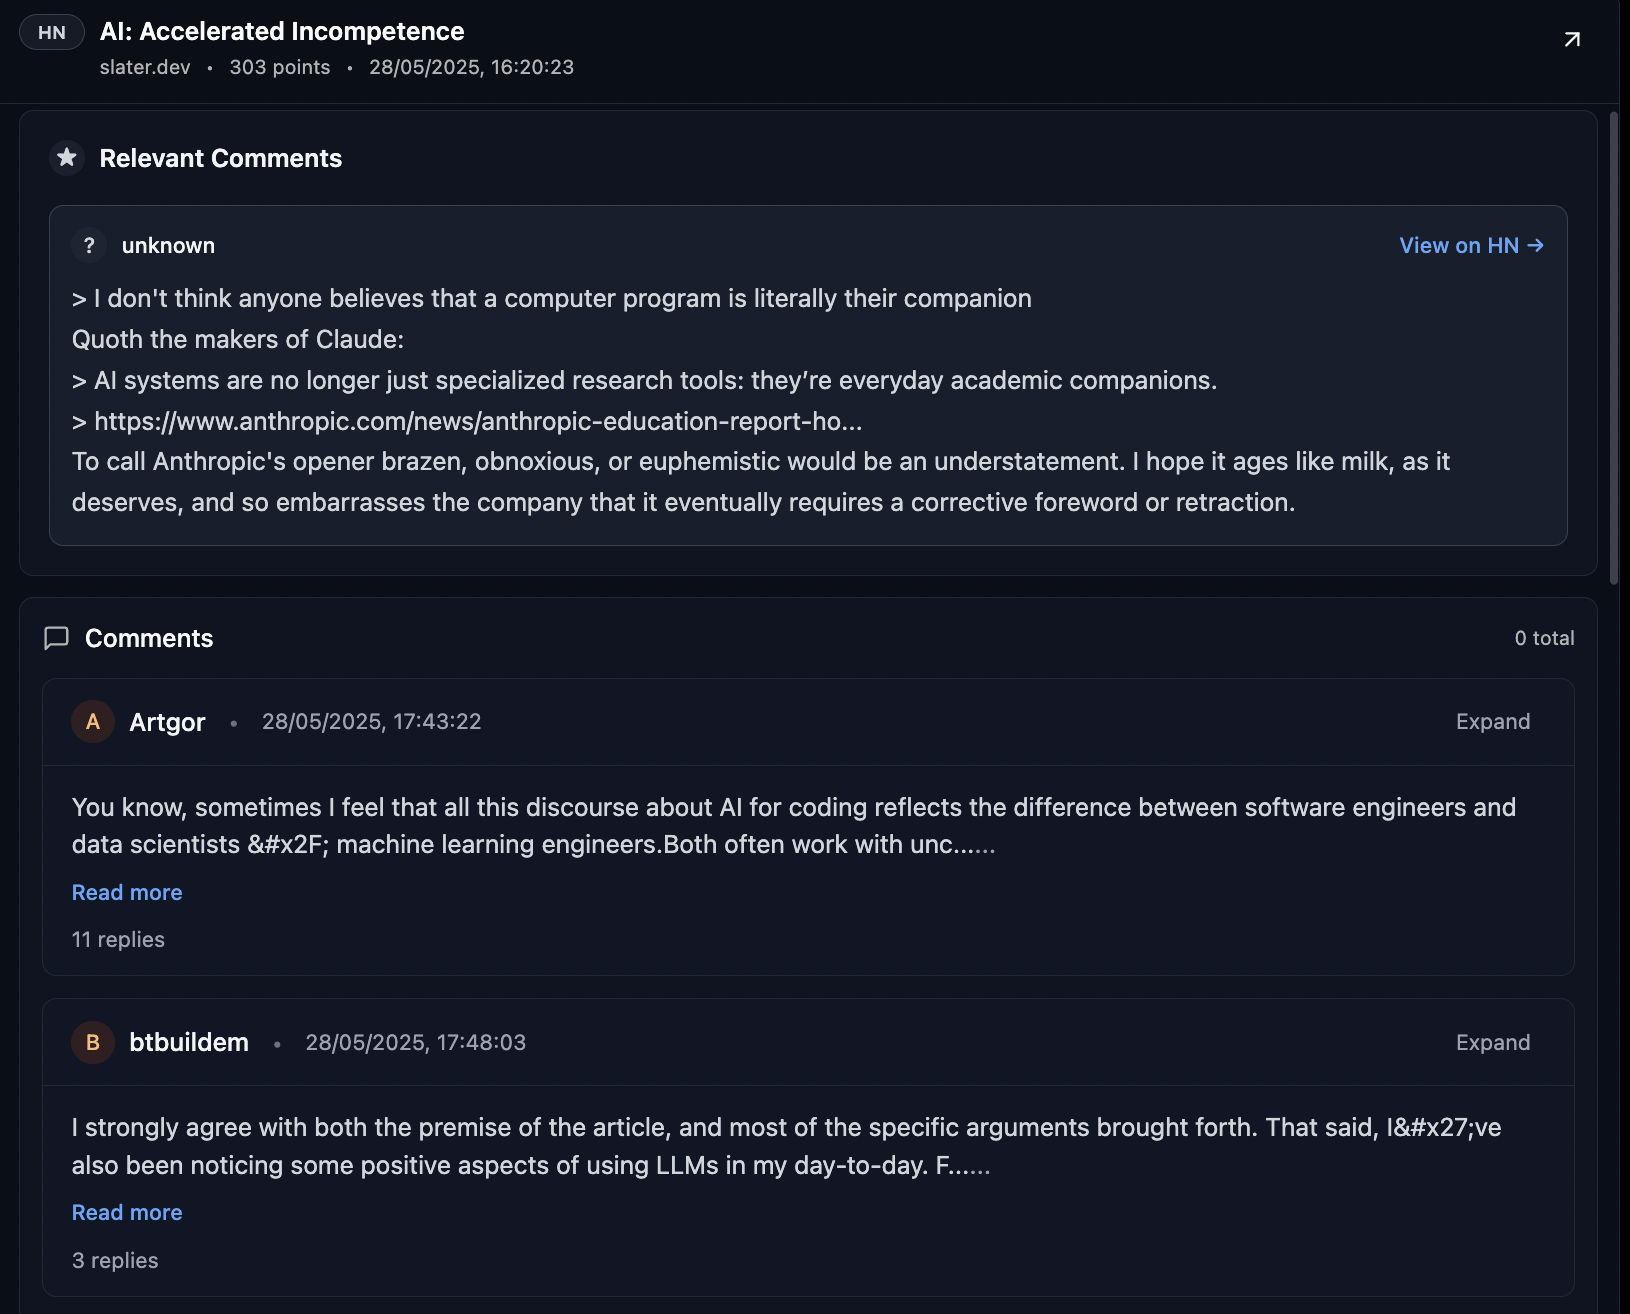 HN
AI: Accelerated Incompetence
slater.dev • 303 points • 28/05/2025, 16:20:23
Relevant Comments
? unknown
View on HN →
> I don't think anyone believes that a computer program is literally their companion
Quoth the makers of Claude:
> AI systems are no longer just specialized research tools: they’re everyday academic companions.
> https://www.anthropic.com/news/anthropic-education-report-ho...
To call Anthropic's opener brazen, obnoxious, or euphemistic would be an understatement. I hope it ages like milk, as it
deserves, and so embarrasses the company that it eventually requires a corrective foreword or retraction.
Comments
0 total
A Artgor • 28/05/2025, 17:43:22
Expand
You know, sometimes I feel that all this discourse about AI for coding reflects the difference between software engineers and
data scientists &#x2F; machine learning engineers.Both often work with unc......
Read more
11 replies
B btbuildem • 28/05/2025, 17:48:03
Expand
I strongly agree with both the premise of the article, and most of the specific arguments brought forth. That said, I&#x27;ve
also been noticing some positive aspects of using LLMs in my day-to-day. F......
Read more
3 replies